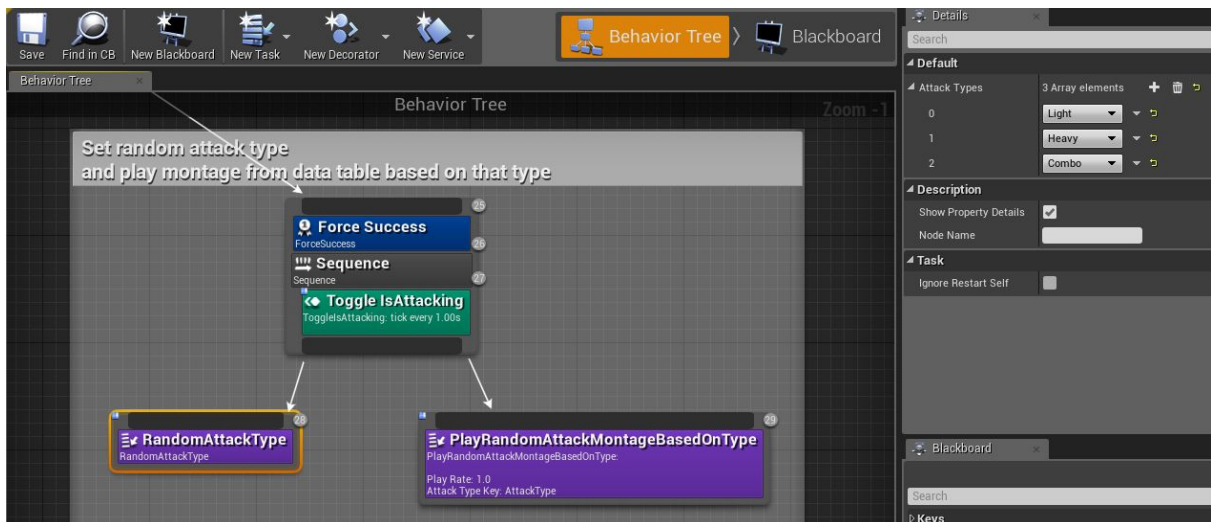 Save
Find in CB
New Blackboard
New Task
New Decorator
New Service
Behavior Tree
Blackboard
Behavior Tree
Behavior Tree
Zoom -1
Set random attack type
and play montage from data table based on that type
25
Force Success
ForceSuccess
26
Sequence
Sequence
27
Toggle IsAttacking
ToggleIsAttacking: tick every 1.00s
28
RandomAttackType
RandomAttackType
29
PlayRandomAttackMontageBasedOnType
PlayRandomAttackMontageBasedOnType:
Play Rate: 1.0
Attack Type Key: AttackType
Details
Search
Default
Attack Types 3 Array elements
0 Light
1 Heavy
2 Combo
Description
Show Property Details
Node Name
Task
Ignore Restart Self
Blackboard
Search
Keys